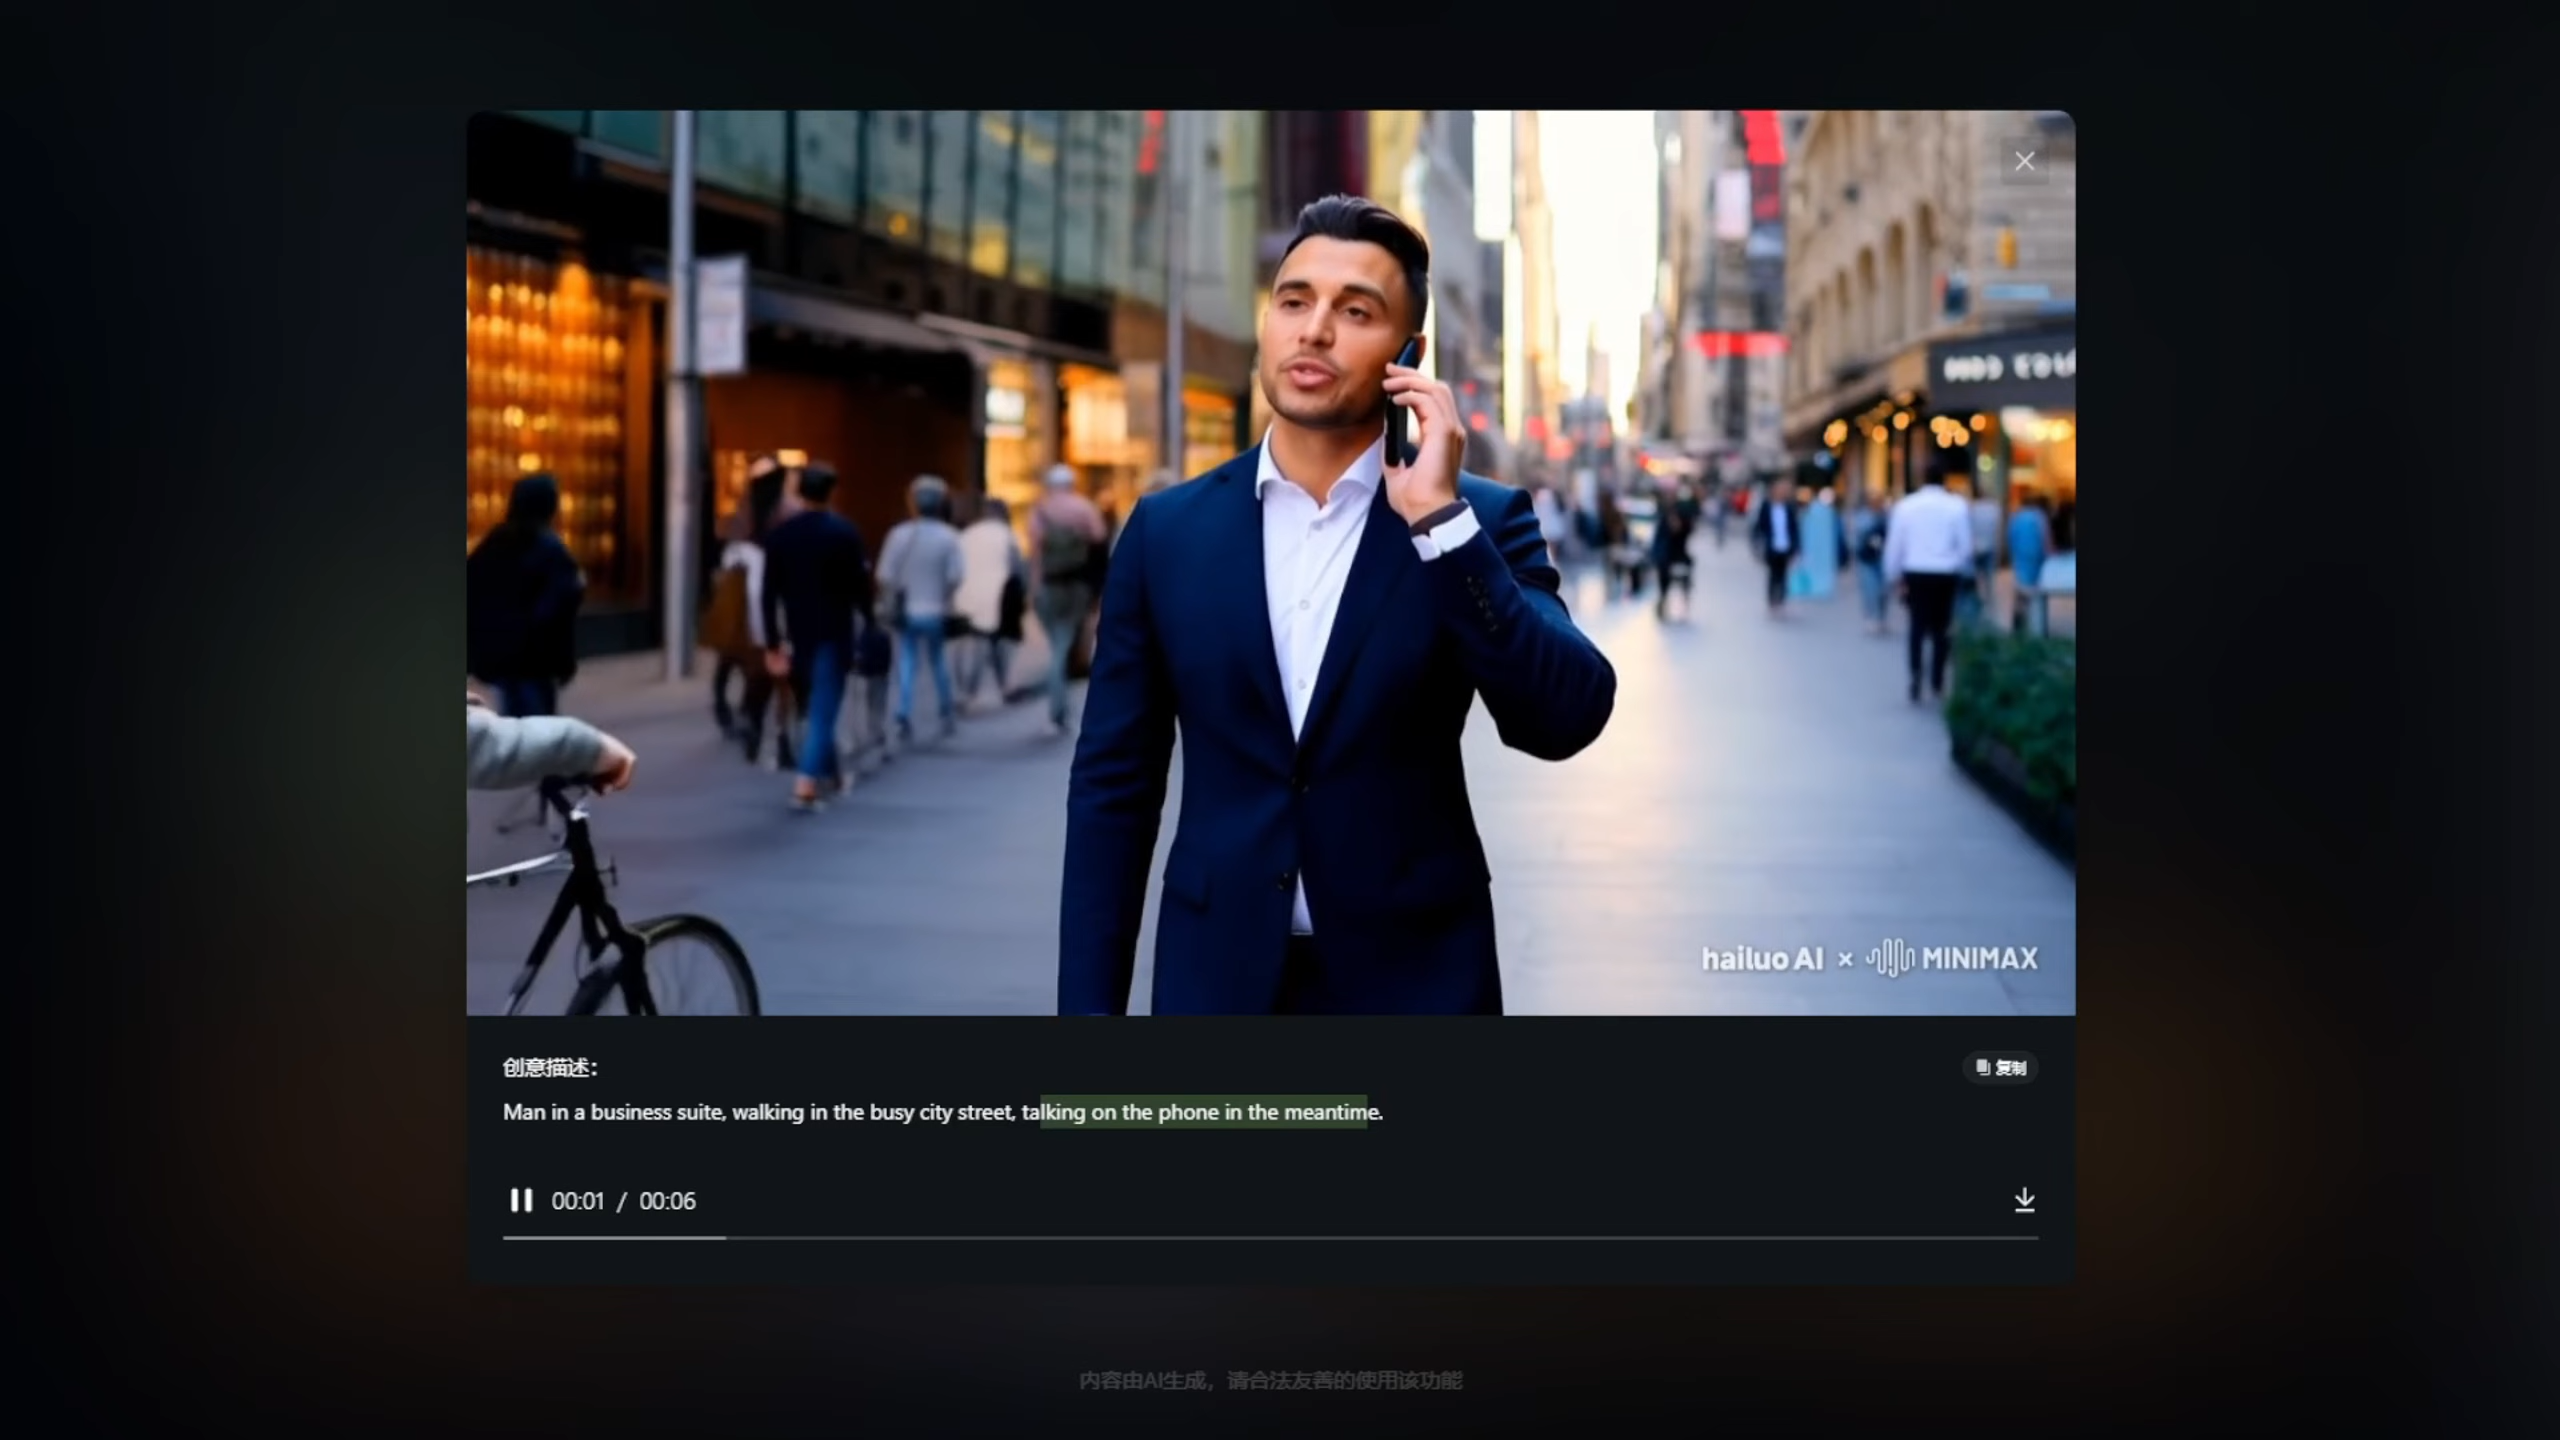 hailuo AI × MINIMAX
创意描述：
复制
Man in a business suite, walking in the busy city street, talking on the phone in the meantime.
00:01 / 00:06
内容由AI生成，请合法友善的使用该功能